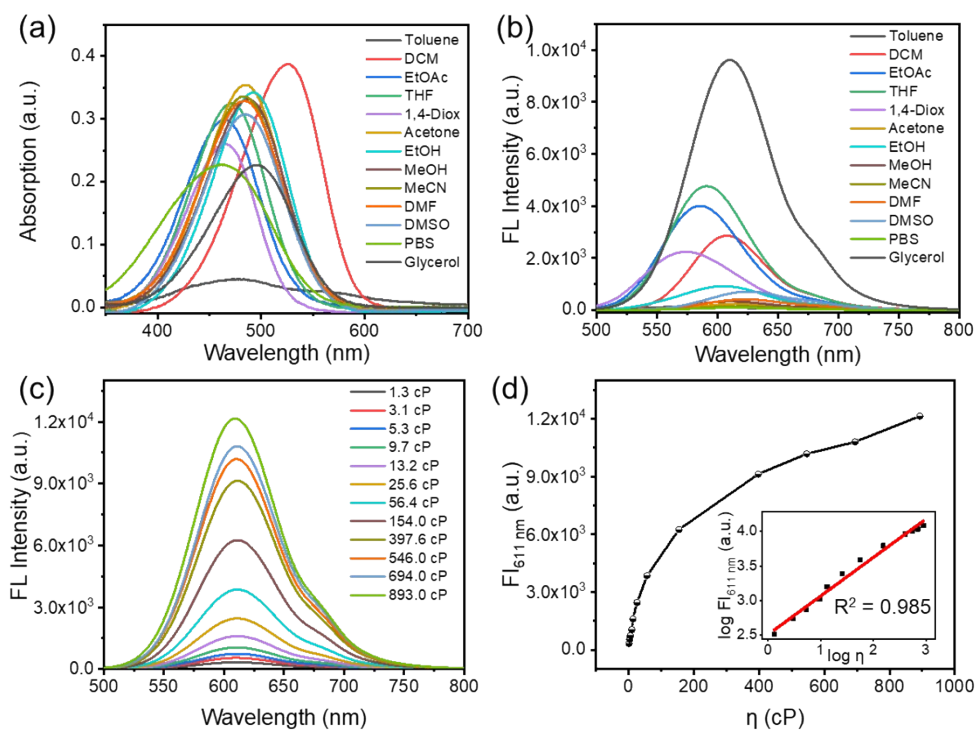 (a)
Toluene
DCM
EtOAc
THF
1,4-Diox
Acetone
EtOH
MeOH
MeCN
DMF
DMSO
PBS
Glycerol
0.4
0.3
0.2
0.1
0.0
Absorption (a.u.)
400 500 600 700
Wavelength (nm)
(b)
Toluene
DCM
EtOAc
THF
1,4-Diox
Acetone
EtOH
MeOH
MeCN
DMF
DMSO
PBS
Glycerol
1.0x10⁴
8.0x10³
6.0x10³
4.0x10³
2.0x10³
0.0
FL Intensity (a.u.)
500 550 600 650 700 750 800
Wavelength (nm)
(c)
1.3 cP
3.1 cP
5.3 cP
9.7 cP
13.2 cP
25.6 cP
56.4 cP
154.0 cP
397.6 cP
546.0 cP
694.0 cP
893.0 cP
1.2x10⁴
9.0x10³
6.0x10³
3.0x10³
0.0
FL Intensity (a.u.)
500 550 600 650 700 750 800
Wavelength (nm)
(d)
1.2x10⁴
9.0x10³
6.0x10³
3.0x10³
0.0
FI₆₁₁ ₙₘ (a.u.)
0 200 400 600 800 1000
η (cP)
4.0
3.5
3.0
2.5
log FI₆₁₁ ₙₘ (a.u.)
R² = 0.985
0 1 2 3
log η